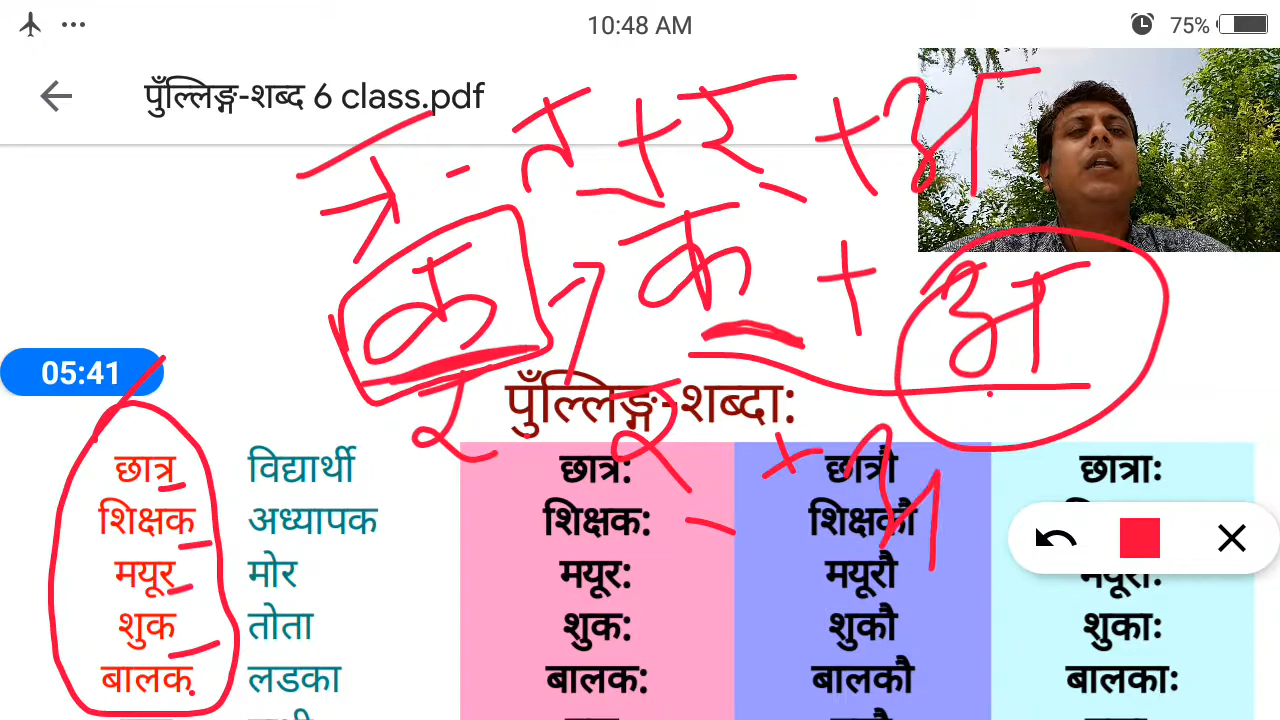 10:48 AM 75%
पुँल्लिङ्ग-शब्द 6 class.pdf
त्र - त् + र् + अ
क - क् + अ
05:41
र - र् + अ
पुँल्लिङ्ग-शब्दा:
छात्र विद्यार्थी छात्र: छात्रौ छात्राः
शिक्षक अध्यापक शिक्षक: शिक्षकौ
मयूर मोर मयूर: मयूरौ मयूराः
शुक तोता शुक: शुकौ शुकाः
बालक लडका बालक: बालकौ बालकाः